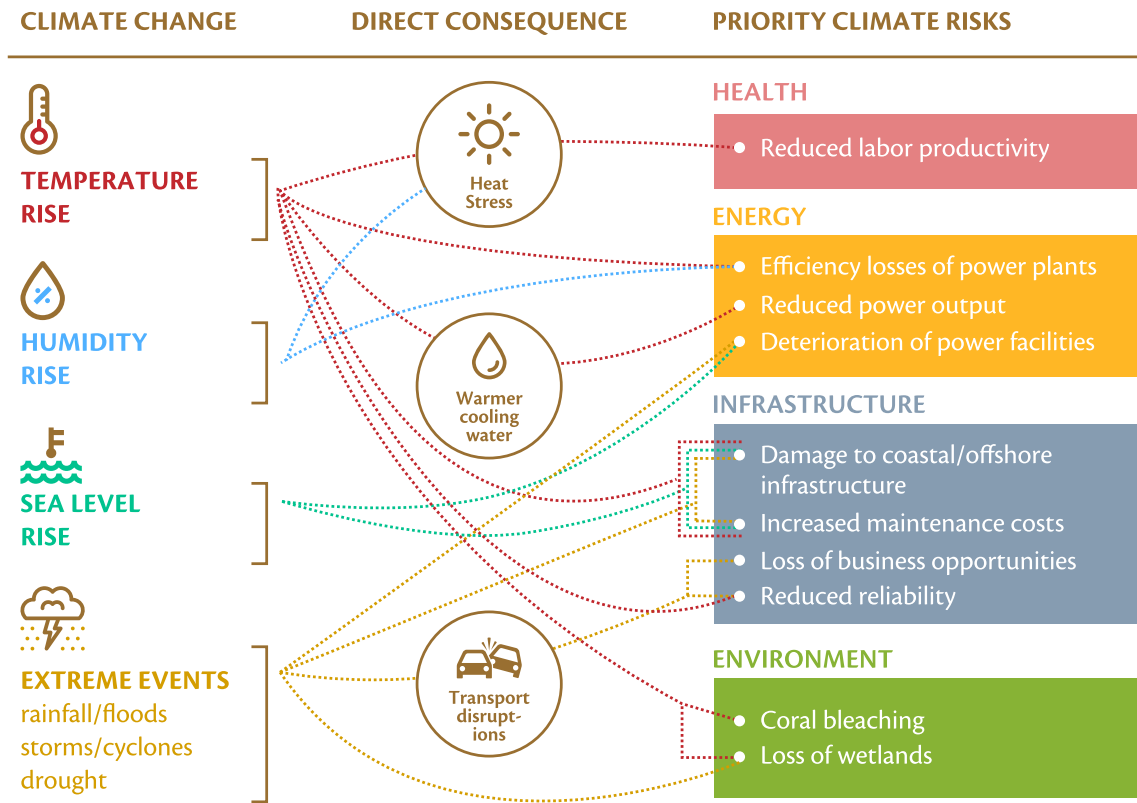 CLIMATE CHANGE
DIRECT CONSEQUENCE
PRIORITY CLIMATE RISKS
TEMPERATURE
RISE
HUMIDITY
RISE
SEA LEVEL
RISE
EXTREME EVENTS
rainfall/floods
storms/cyclones
drought
Heat
Stress
Warmer
cooling
water
Transport
disrupt-
ions
HEALTH
Reduced labor productivity
ENERGY
Efficiency losses of power plants
Reduced power output
Deterioration of power facilities
INFRASTRUCTURE
Damage to coastal/offshore
infrastructure
Increased maintenance costs
Loss of business opportunities
Reduced reliability
ENVIRONMENT
Coral bleaching
Loss of wetlands